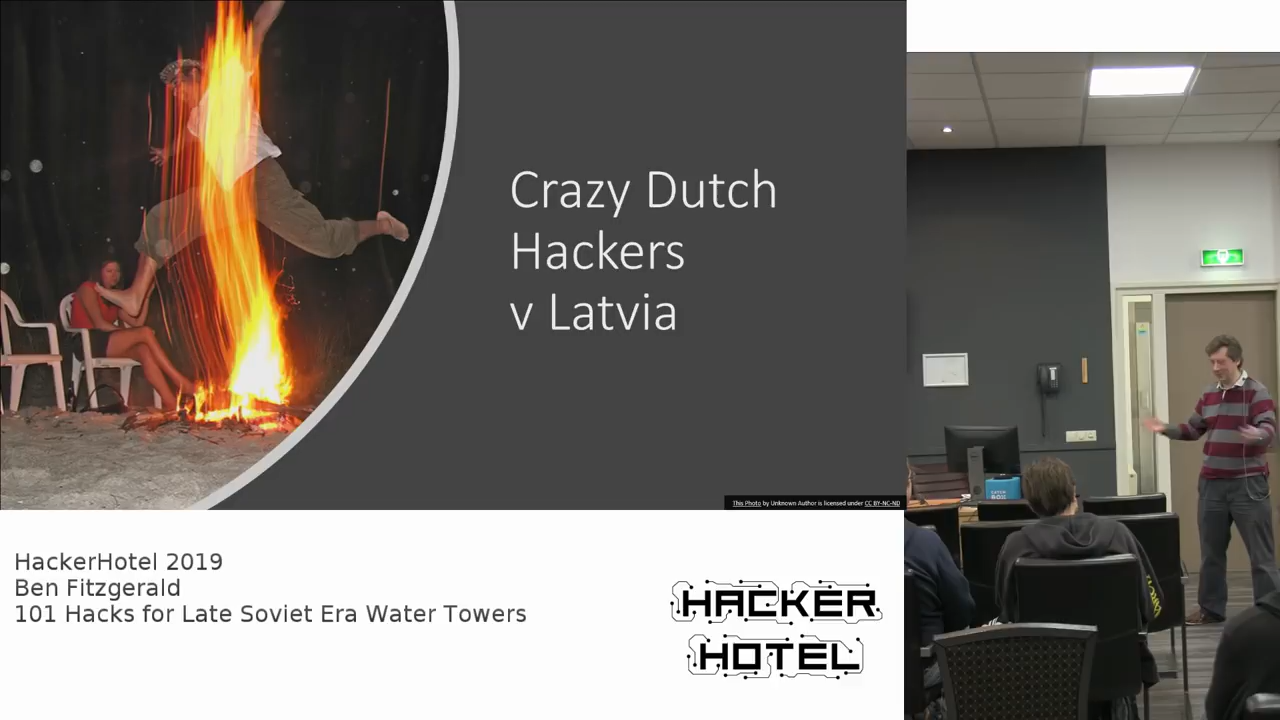 Crazy Dutch
Hackers
v Latvia
This Photo by Unknown Author is licensed under CC BY-NC-ND
HackerHotel 2019
Ben Fitzgerald
101 Hacks for Late Soviet Era Water Towers
HACKER
HOTEL